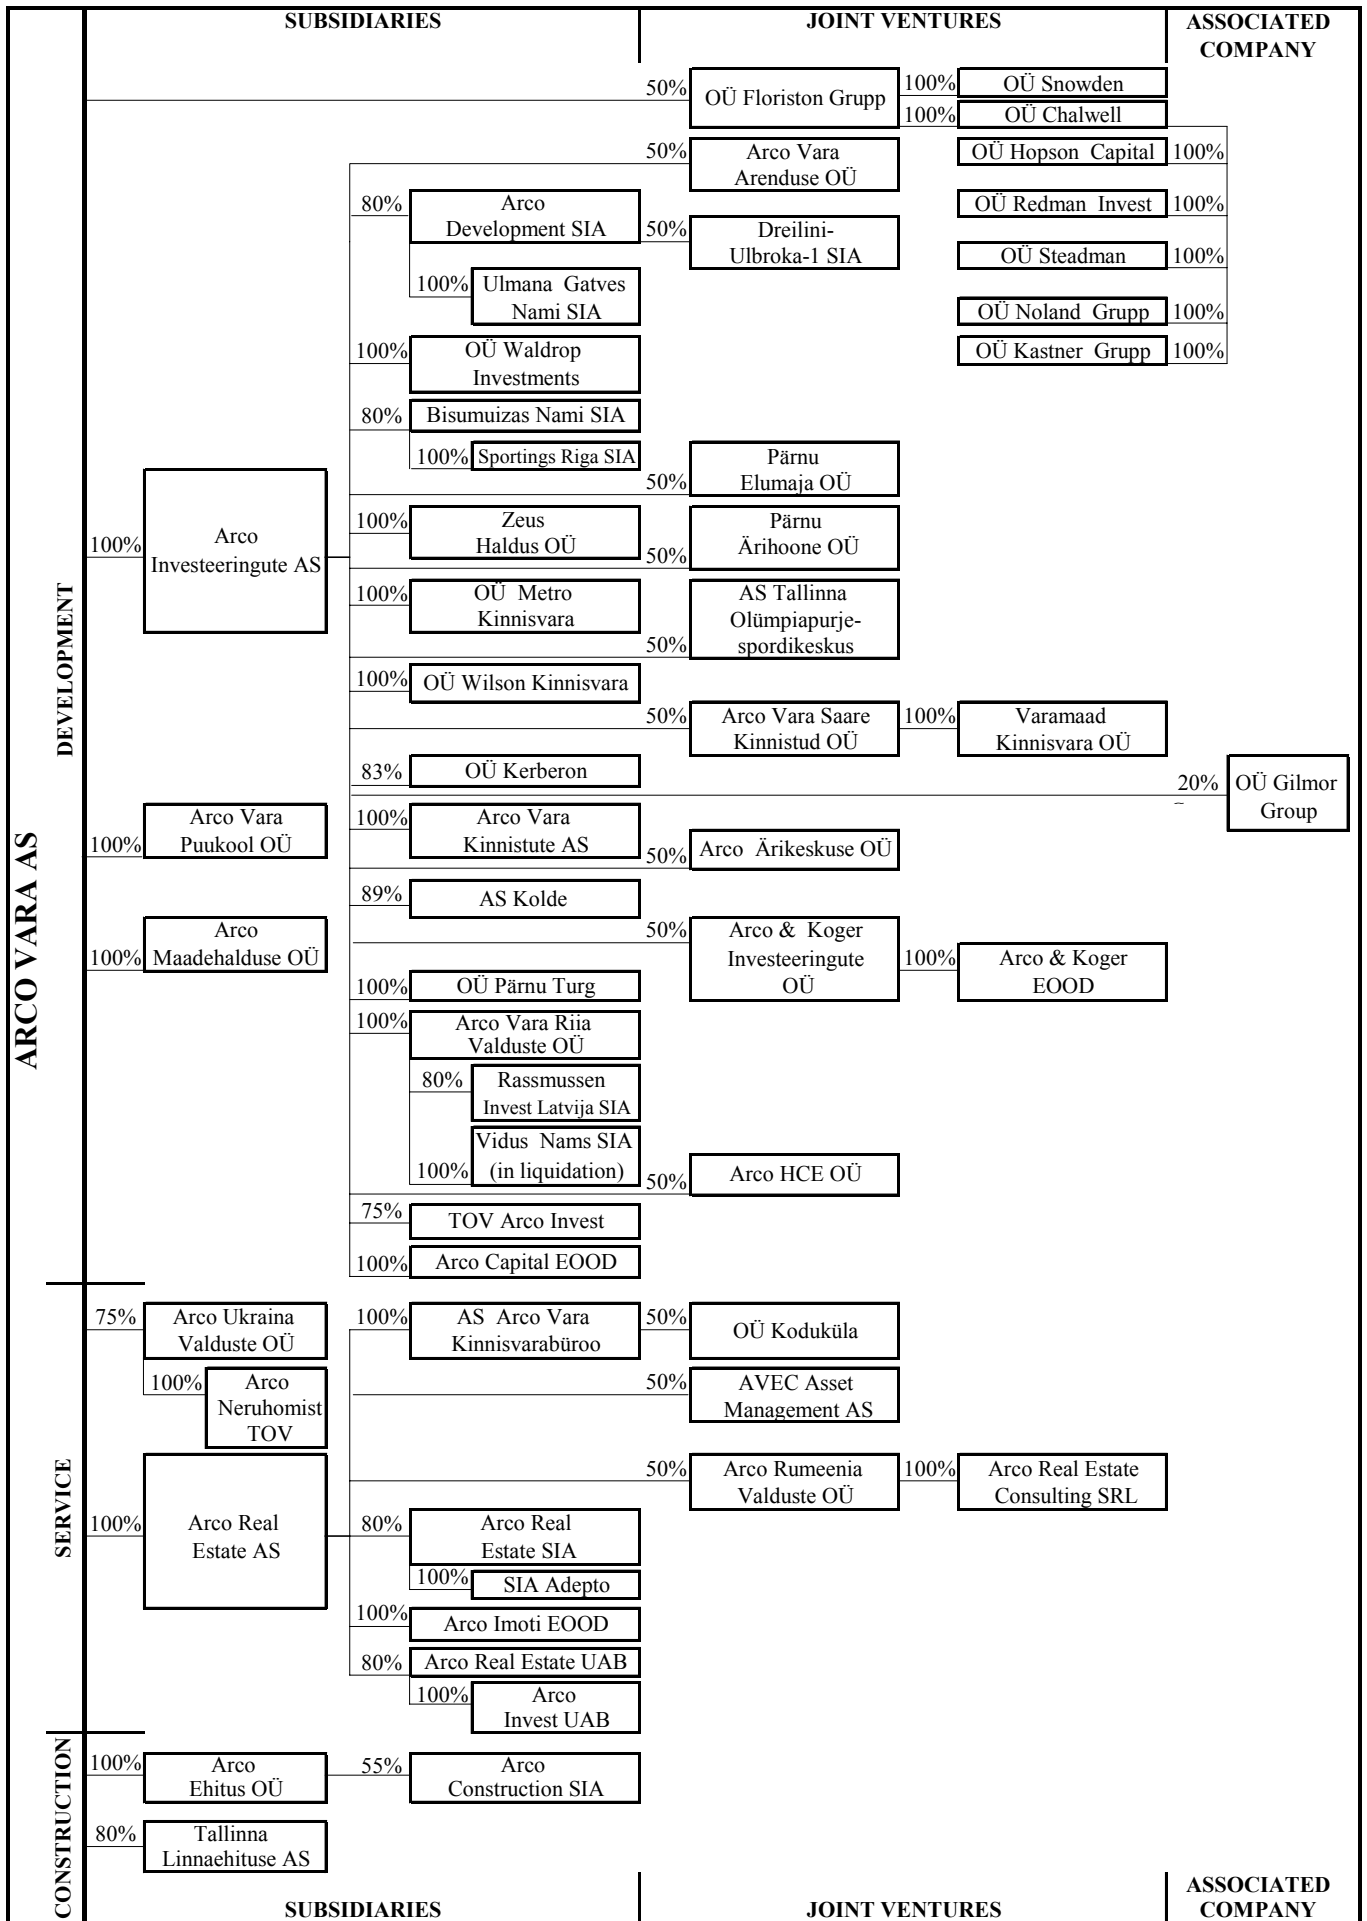 SUBSIDIARIES
JOINT VENTURES
ASSOCIATED
COMPANY
50%
OÜ Floriston Grupp
100%
OÜ Snowden
100%
OÜ Chalwell
50%
Arco Vara
Arenduse OÜ
OÜ Hopson Capital
100%
80%
Arco
Development SIA
50%
Dreilini-
Ulbroka-1 SIA
OÜ Redman Invest
100%
OÜ Steadman
100%
100%
Ulmana Gatves
Nami SIA
OÜ Noland Grupp
100%
100%
OÜ Waldrop
Investments
OÜ Kastner Grupp
100%
80%
Bisumuizas Nami SIA
100%
Sportings Riga SIA
50%
Pärnu
Elumaja OÜ
100%
Arco
Investeeringute AS
100%
Zeus
Haldus OÜ
50%
Pärnu
Ärihoone OÜ
100%
OÜ Metro
Kinnisvara
50%
AS Tallinna
Olümpiapurje-
spordikeskus
100%
OÜ Wilson Kinnisvara
50%
Arco Vara Saare
Kinnistud OÜ
100%
Varamaad
Kinnisvara OÜ
83%
OÜ Kerberon
20%
OÜ Gilmor
Group
100%
Arco Vara
Puukool OÜ
100%
Arco Vara
Kinnistute AS
50%
Arco Ärikeskuse OÜ
89%
AS Kolde
100%
Arco
Maadehalduse OÜ
50%
Arco & Koger
Investeeringute
OÜ
100%
Arco & Koger
EOOD
100%
OÜ Pärnu Turg
100%
Arco Vara Riia
Valduste OÜ
80%
Rassmussen
Invest Latvija SIA
100%
Vidus Nams SIA
(in liquidation)
50%
Arco HCE OÜ
75%
TOV Arco Invest
100%
Arco Capital EOOD
DEVELOPMENT
ARCO VARA AS
75%
Arco Ukraina
Valduste OÜ
100%
AS Arco Vara
Kinnisvarabüroo
50%
OÜ Koduküla
100%
Arco
Neruhomist
TOV
50%
AVEC Asset
Management AS
50%
Arco Rumeenia
Valduste OÜ
100%
Arco Real Estate
Consulting SRL
SERVICE
100%
Arco Real
Estate AS
80%
Arco Real
Estate SIA
100%
SIA Adepto
100%
Arco Imoti EOOD
80%
Arco Real Estate UAB
100%
Arco
Invest UAB
CONSTRUCTION
100%
Arco
Ehitus OÜ
55%
Arco
Construction SIA
80%
Tallinna
Linnaehituse AS
SUBSIDIARIES
JOINT VENTURES
ASSOCIATED
COMPANY